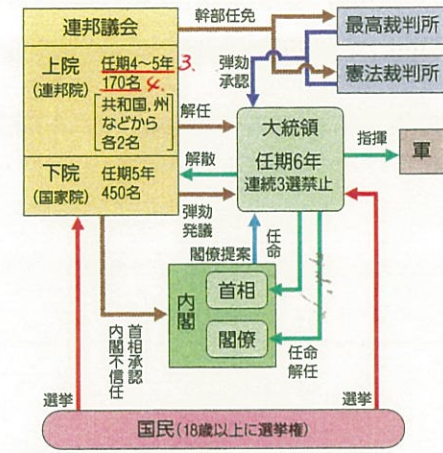 連邦議会
上院
(連邦院)
任期4〜5年 3.
170名 4.
共和国,州
などから
各2名
下院
(国家院)
任期5年
450名
幹部任免
最高裁判所
憲法裁判所
弾劾
承認
解任
解散
弾劾
発議
大統領
任期6年
連続3選禁止
指揮
軍
閣僚提案
任命
内閣
首相
閣僚
任命
解任
首相承認
内閣不信任
選挙
選挙
国民(18歳以上に選挙権)